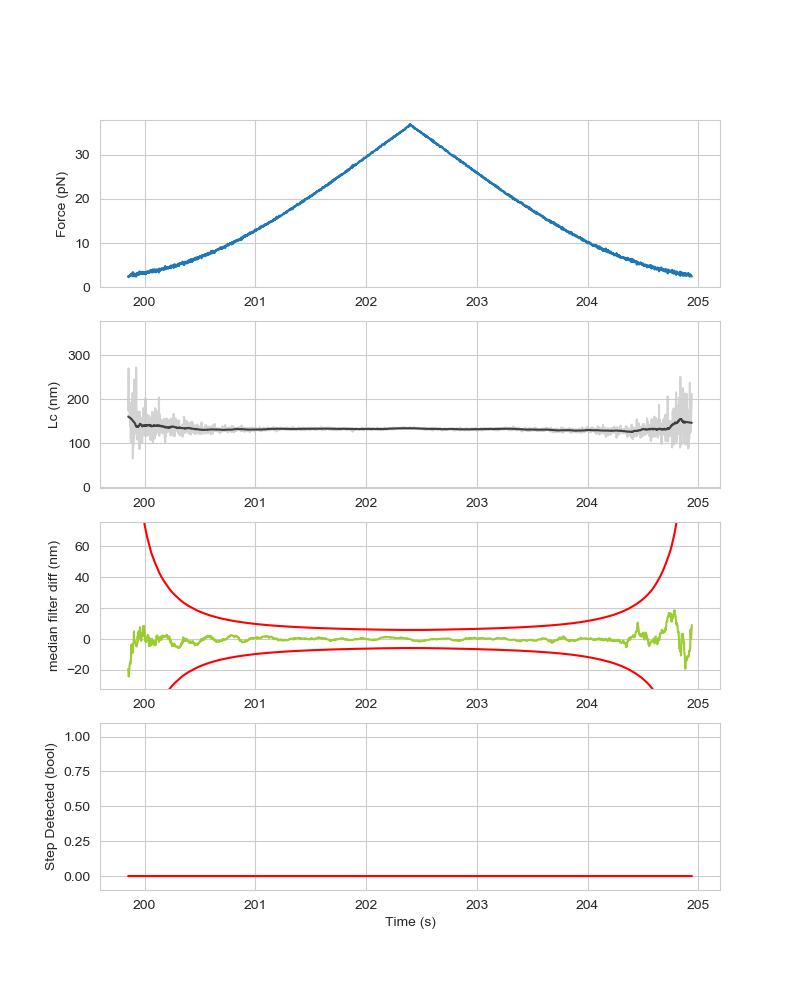 Force (pN)
30
20
10
0
200 201 202 203 204 205
Lc (nm)
300
200
100
0
200 201 202 203 204 205
median filter diff (nm)
60
40
20
0
−20
200 201 202 203 204 205
Step Detected (bool)
1.00
0.75
0.50
0.25
0.00
200 201 202 203 204 205
Time (s)